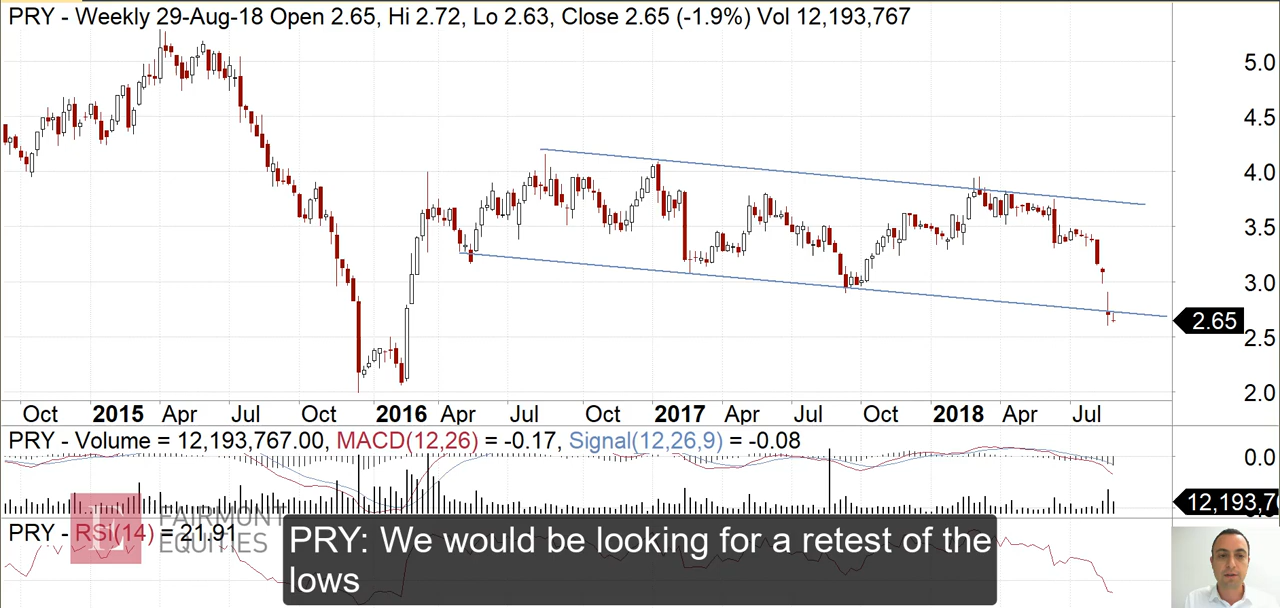 PRY - Weekly 29-Aug-18 Open 2.65, Hi 2.72, Lo 2.63, Close 2.65 (-1.9%) Vol 12,193,767
5.0
4.5
4.0
3.5
3.0
2.65
2.5
2.0
Oct 2015 Apr Jul Oct 2016 Apr Jul Oct 2017 Apr Jul Oct 2018 Apr Jul
PRY - Volume = 12,193,767.00, MACD(12,26) = -0.17, Signal(12,26,9) = -0.08
0.0
12,193,76
PRY - RSI(14) = 21.91
FAIRMONT
EQUITIES
PRY: We would be looking for a retest of the
lows